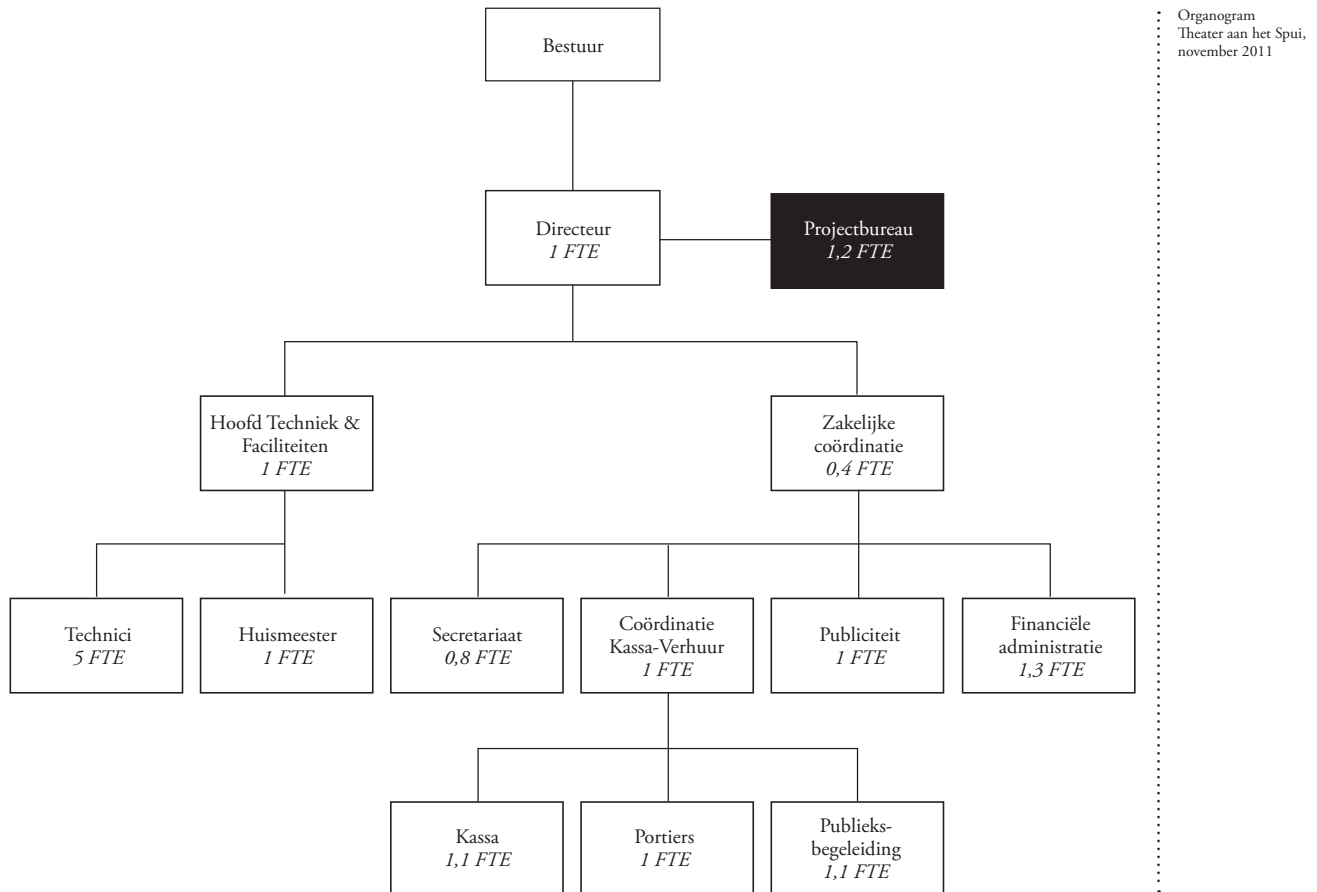 Bestuur
Organogram
Theater aan het Spui,
november 2011
Directeur
1 FTE
Projectbureau
1,2 FTE
Hoofd Techniek &
Faciliteiten
1 FTE
Zakelijke
coördinatie
0,4 FTE
Technici
5 FTE
Huismeester
1 FTE
Secretariaat
0,8 FTE
Coördinatie
Kassa-Verhuur
1 FTE
Publiciteit
1 FTE
Financiële
administratie
1,3 FTE
Kassa
1,1 FTE
Portiers
1 FTE
Publieks-
begeleiding
1,1 FTE